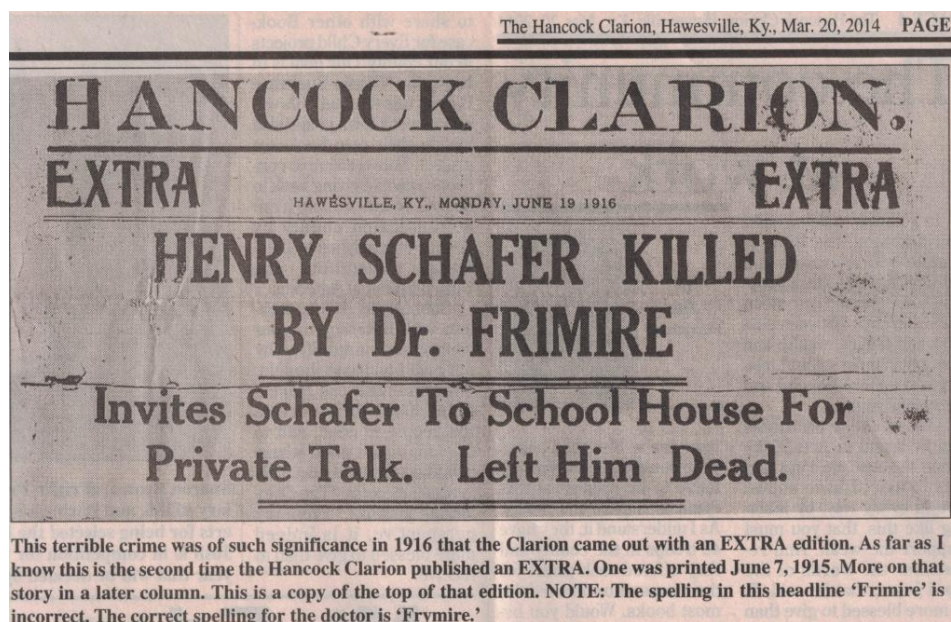 The Hancock Clarion, Hawesville, Ky., Mar. 20, 2014 PAGE
HANCOCK CLARION.
EXTRA EXTRA
HAWESVILLE, KY., MONDAY, JUNE 19 1916
HENRY SCHAFER KILLED
BY Dr. FRIMIRE
Invites Schafer To School House For
Private Talk. Left Him Dead.
This terrible crime was of such significance in 1916 that the Clarion came out with an EXTRA edition. As far as I
know this is the second time the Hancock Clarion published an EXTRA. One was printed June 7, 1915. More on that
story in a later column. This is a copy of the top of that edition. NOTE: The spelling in this headline 'Frimire' is
incorrect. The correct spelling for the doctor is 'Frymire.'